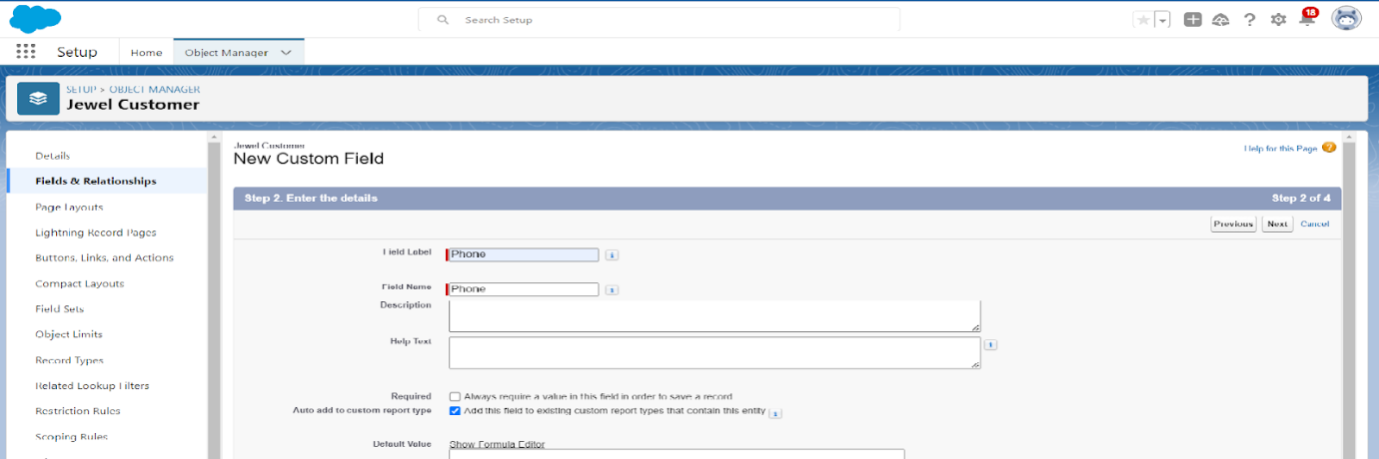 Search Setup
18
Setup
Home
Object Manager
SETUP > OBJECT MANAGER
Jewel Customer
Details
Fields & Relationships
Page Layouts
Lightning Record Pages
Buttons, Links, and Actions
Compact Layouts
Field Sets
Object Limits
Record Types
Related Lookup Filters
Restriction Rules
Scoping Rules
Jewel Customer
New Custom Field
Help for this Page
Step 2. Enter the details
Step 2 of 4
Previous
Next
Cancel
Field Label
Phone
Field Name
Phone
Description
Help Text
Required
Always require a value in this field in order to save a record
Auto add to custom report type
Add this field to existing custom report types that contain this entity
Default Value
Show Formula Editor